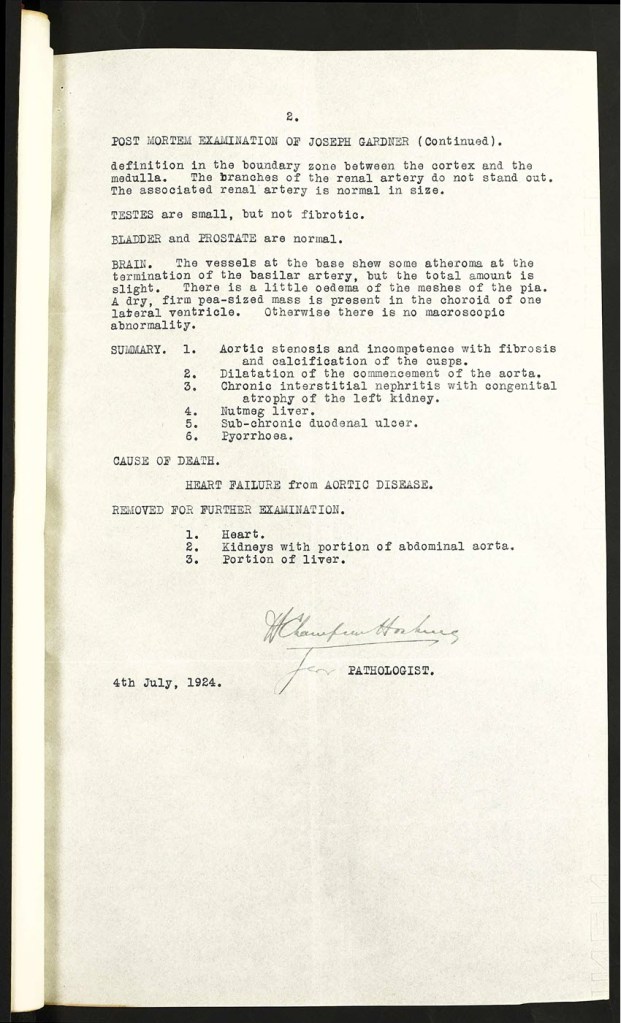 2.
POST MORTEM EXAMINATION OF JOSEPH GARDNER (Continued).
definition in the boundary zone between the cortex and the
medulla. The branches of the renal artery do not stand out.
The associated renal artery is normal in size.
TESTES are small, but not fibrotic.
BLADDER and PROSTATE are normal.
BRAIN. The vessels at the base shew some atheroma at the
termination of the basilar artery, but the total amount is
slight. There is a little oedema of the meshes of the pia.
A dry, firm pea-sized mass is present in the choroid of one
lateral ventricle. Otherwise there is no macroscopic
abnormality.
SUMMARY. 1. Aortic stenosis and incompetence with fibrosis
and calcification of the cusps.
2. Dilatation of the commencement of the aorta.
3. Chronic interstitial nephritis with congenital
atrophy of the left kidney.
4. Nutmeg liver.
5. Sub-chronic duodenal ulcer.
6. Pyorrhoea.
CAUSE OF DEATH.
HEART FAILURE from AORTIC DISEASE.
REMOVED FOR FURTHER EXAMINATION.
1. Heart.
2. Kidneys with portion of abdominal aorta.
3. Portion of liver.
for PATHOLOGIST.
4th July, 1924.